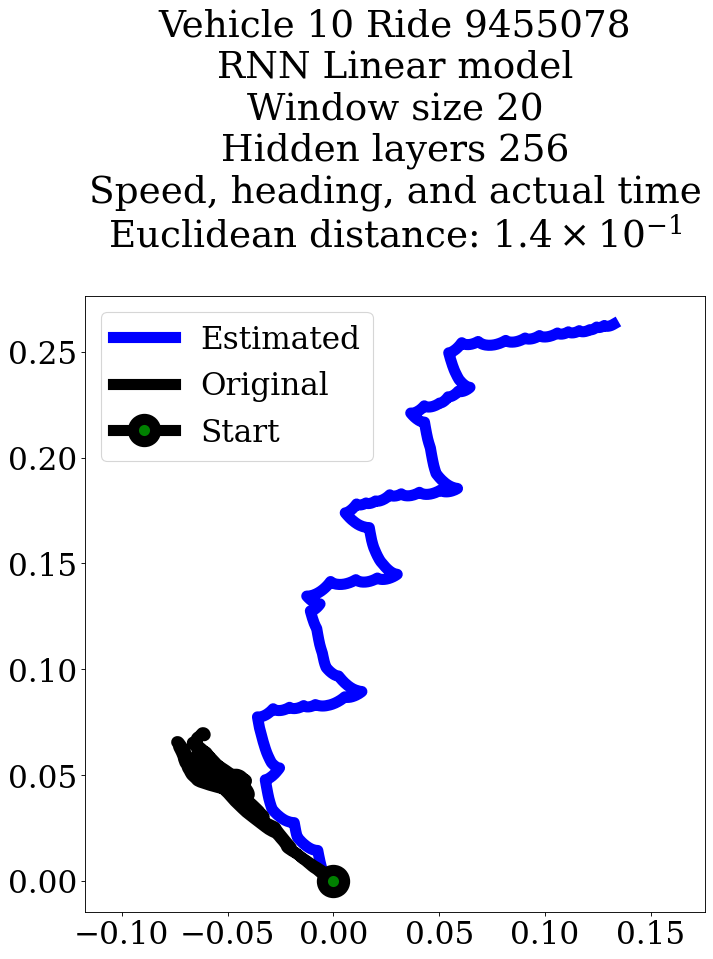 Vehicle 10 Ride 9455078
RNN Linear model
Window size 20
Hidden layers 256
Speed, heading, and actual time
Euclidean distance: 1.4 × 10⁻¹
Estimated
Original
Start
0.25
0.20
0.15
0.10
0.05
0.00
−0.10 −0.05 0.00 0.05 0.10 0.15